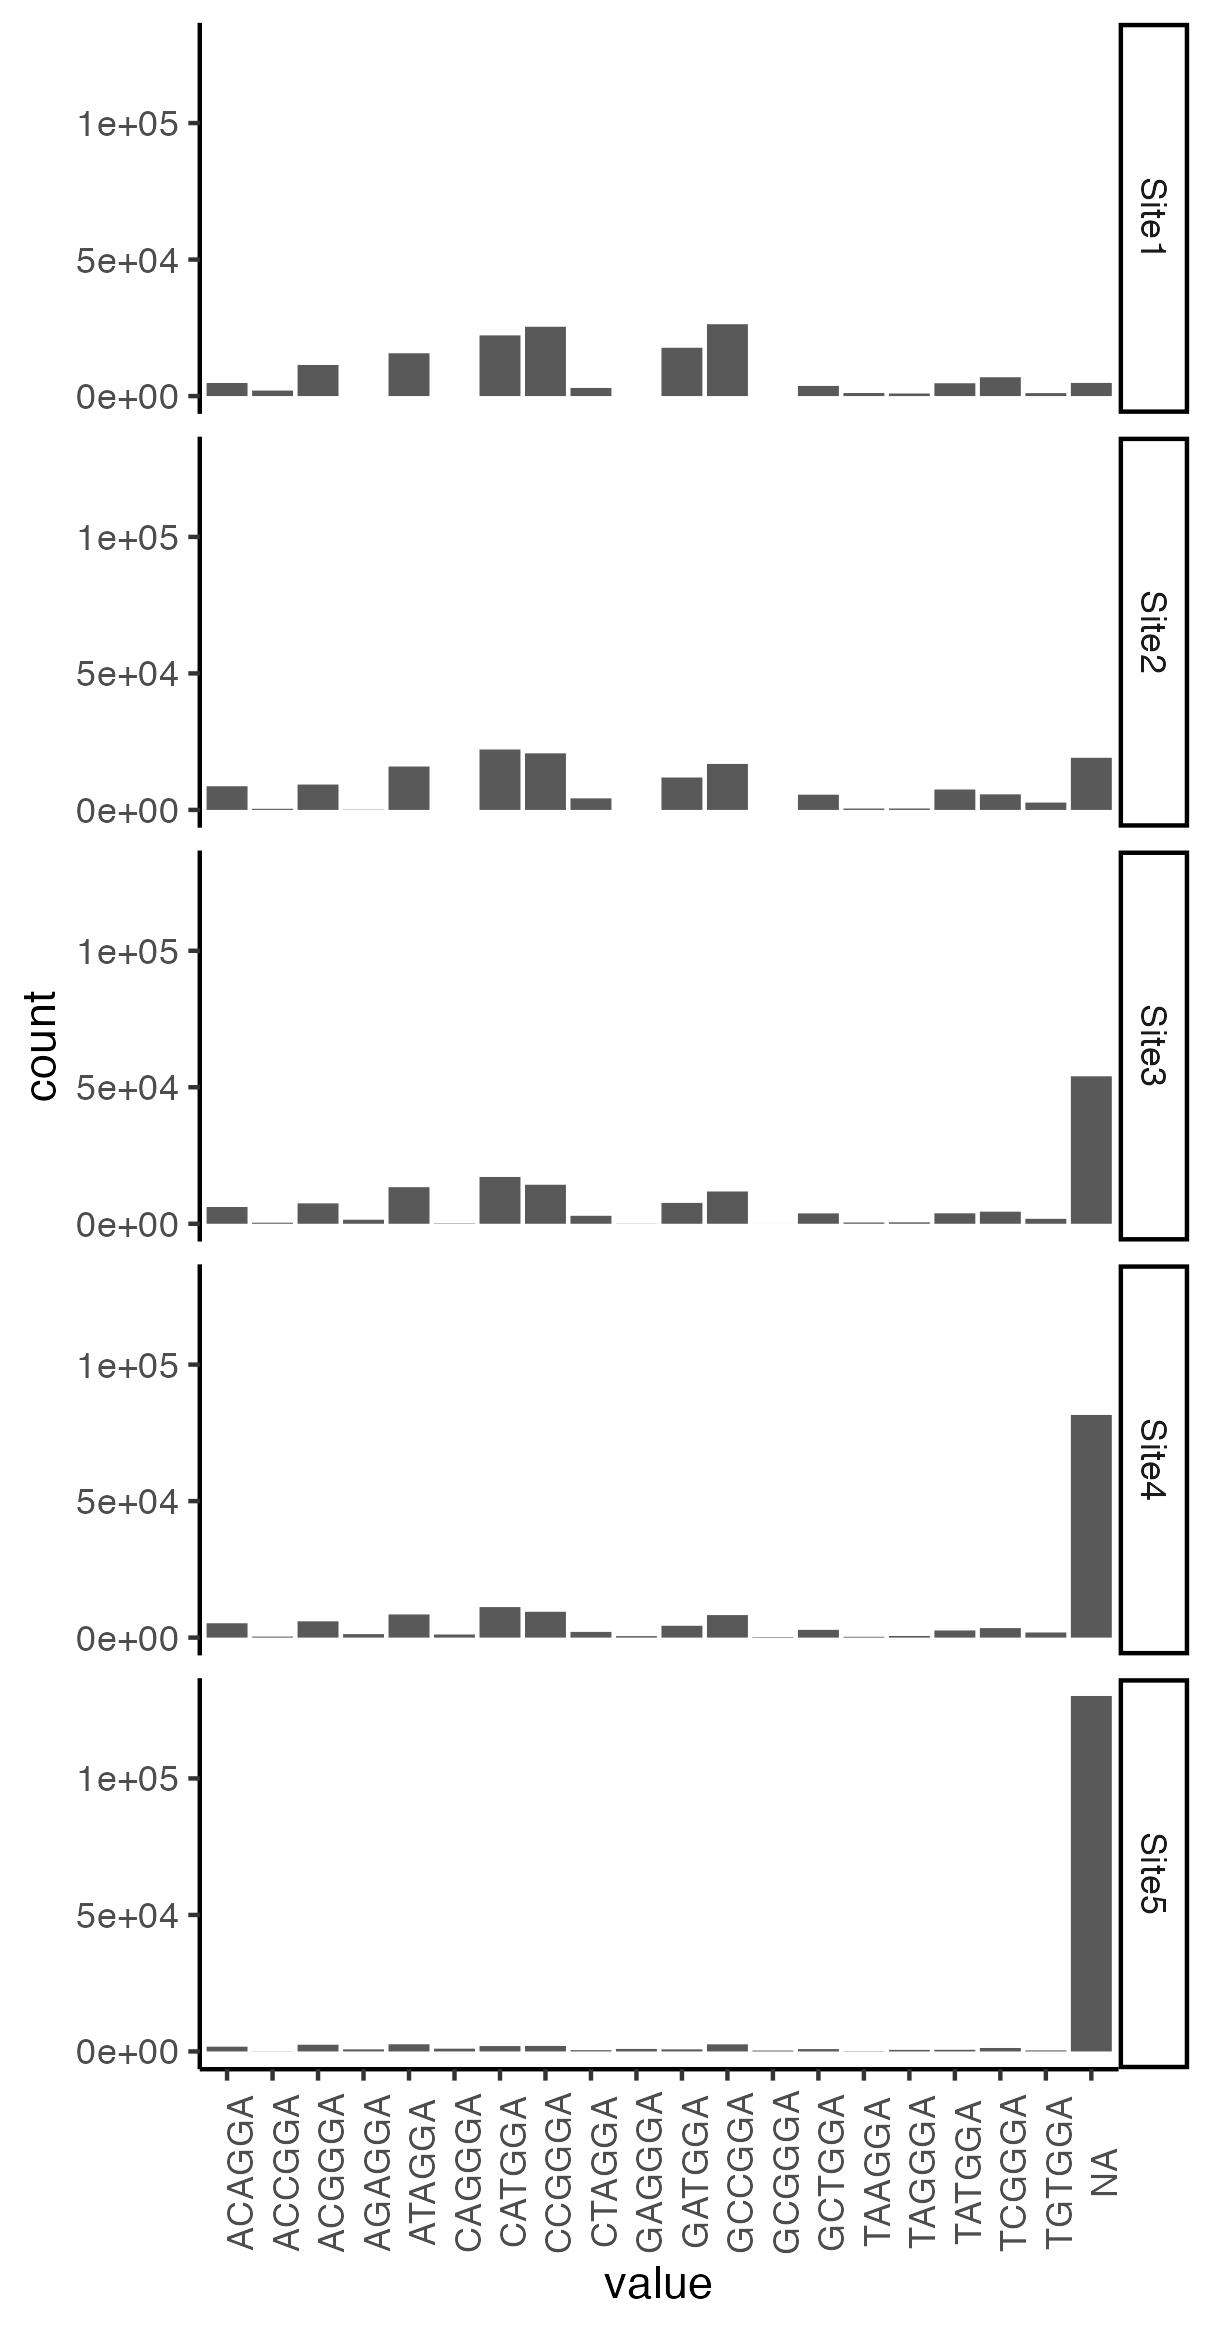 1e+05
5e+04
0e+00
Site1
1e+05
5e+04
0e+00
Site2
1e+05
5e+04
0e+00
Site3
count
1e+05
5e+04
0e+00
Site4
1e+05
5e+04
0e+00
Site5
ACAGGA
ACCGGA
ACGGGA
AGAGGA
ATAGGA
CAGGGA
CATGGA
CCGGGA
CTAGGA
GAGGGA
GATGGA
GCCGGA
GCGGGA
GCTGGA
TAAGGA
TAGGGA
TATGGA
TCGGGA
TGTGGA
NA
value